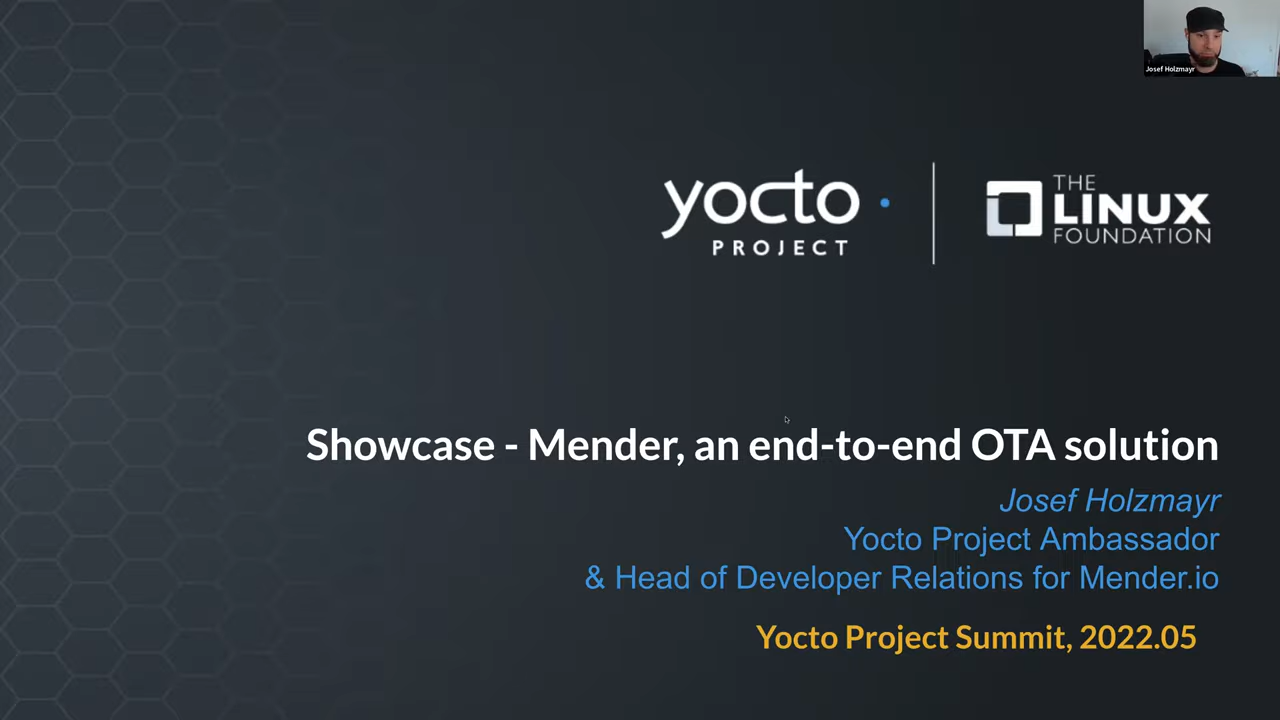 Josef Holzmayr
yocto
PROJECT
THE
LINUX
FOUNDATION
Showcase - Mender, an end-to-end OTA solution
Josef Holzmayr
Yocto Project Ambassador
& Head of Developer Relations for Mender.io
Yocto Project Summit, 2022.05